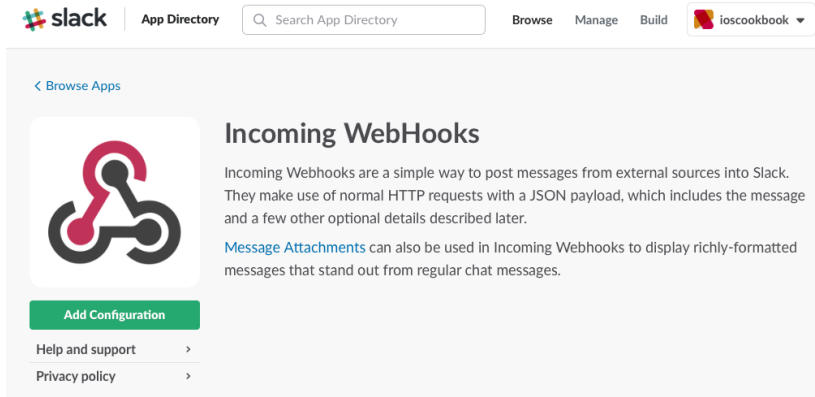 slack App Directory Search App Directory Browse Manage Build ioscookbook
Browse Apps
Incoming WebHooks
Incoming Webhooks are a simple way to post messages from external sources into Slack.
They make use of normal HTTP requests with a JSON payload, which includes the message
and a few other optional details described later.
Message Attachments can also be used in Incoming Webhooks to display richly-formatted
messages that stand out from regular chat messages.
Add Configuration
Help and support
Privacy policy